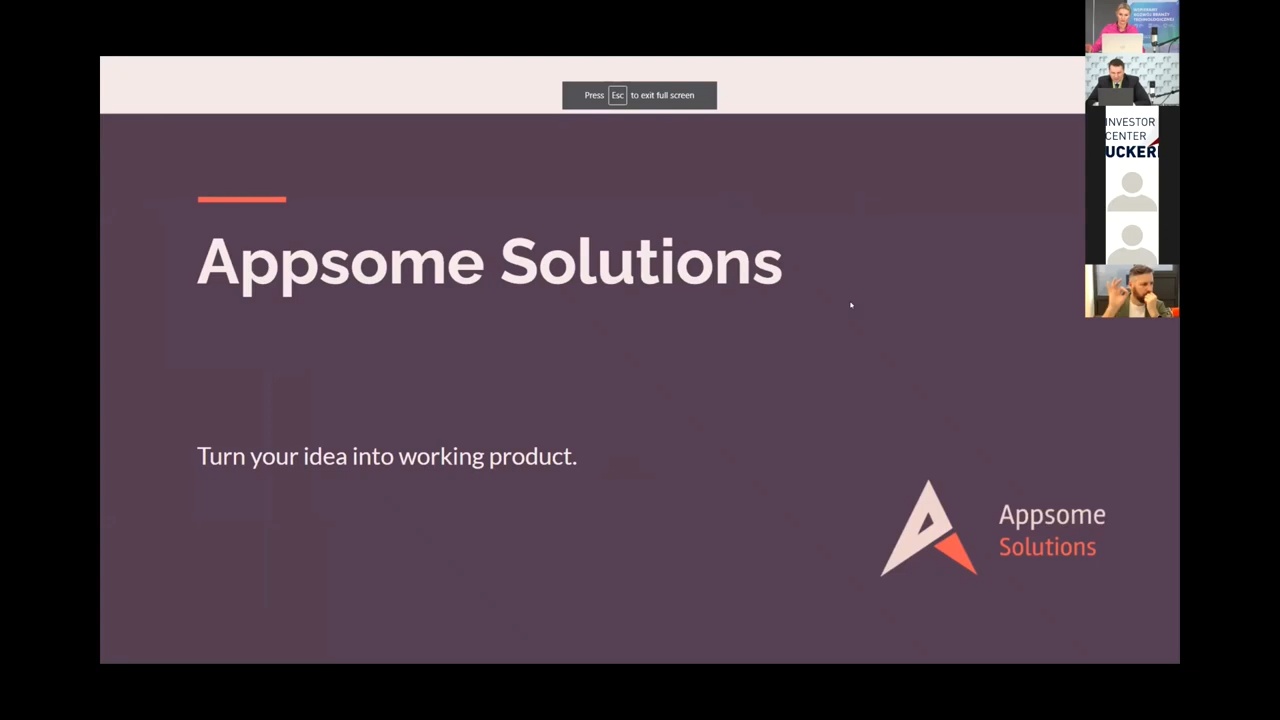 Press Esc to exit full screen
Appsome Solutions
Turn your idea into working product.
Appsome
Solutions
INVESTOR
CENTER
UCKER